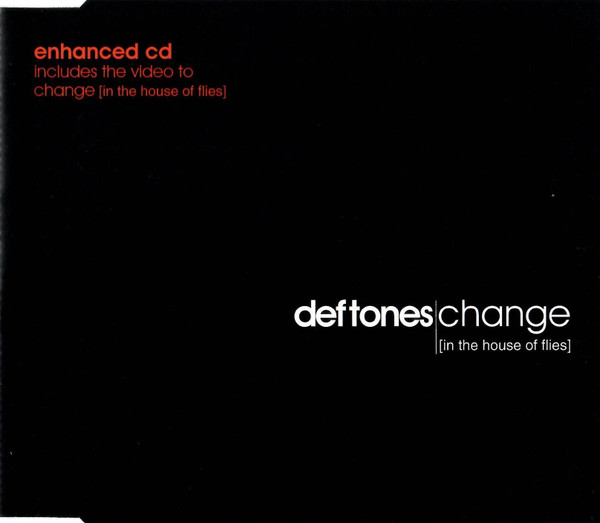 enhanced cd
includes the video to
change [in the house of flies]
deftones|change
[in the house of flies]